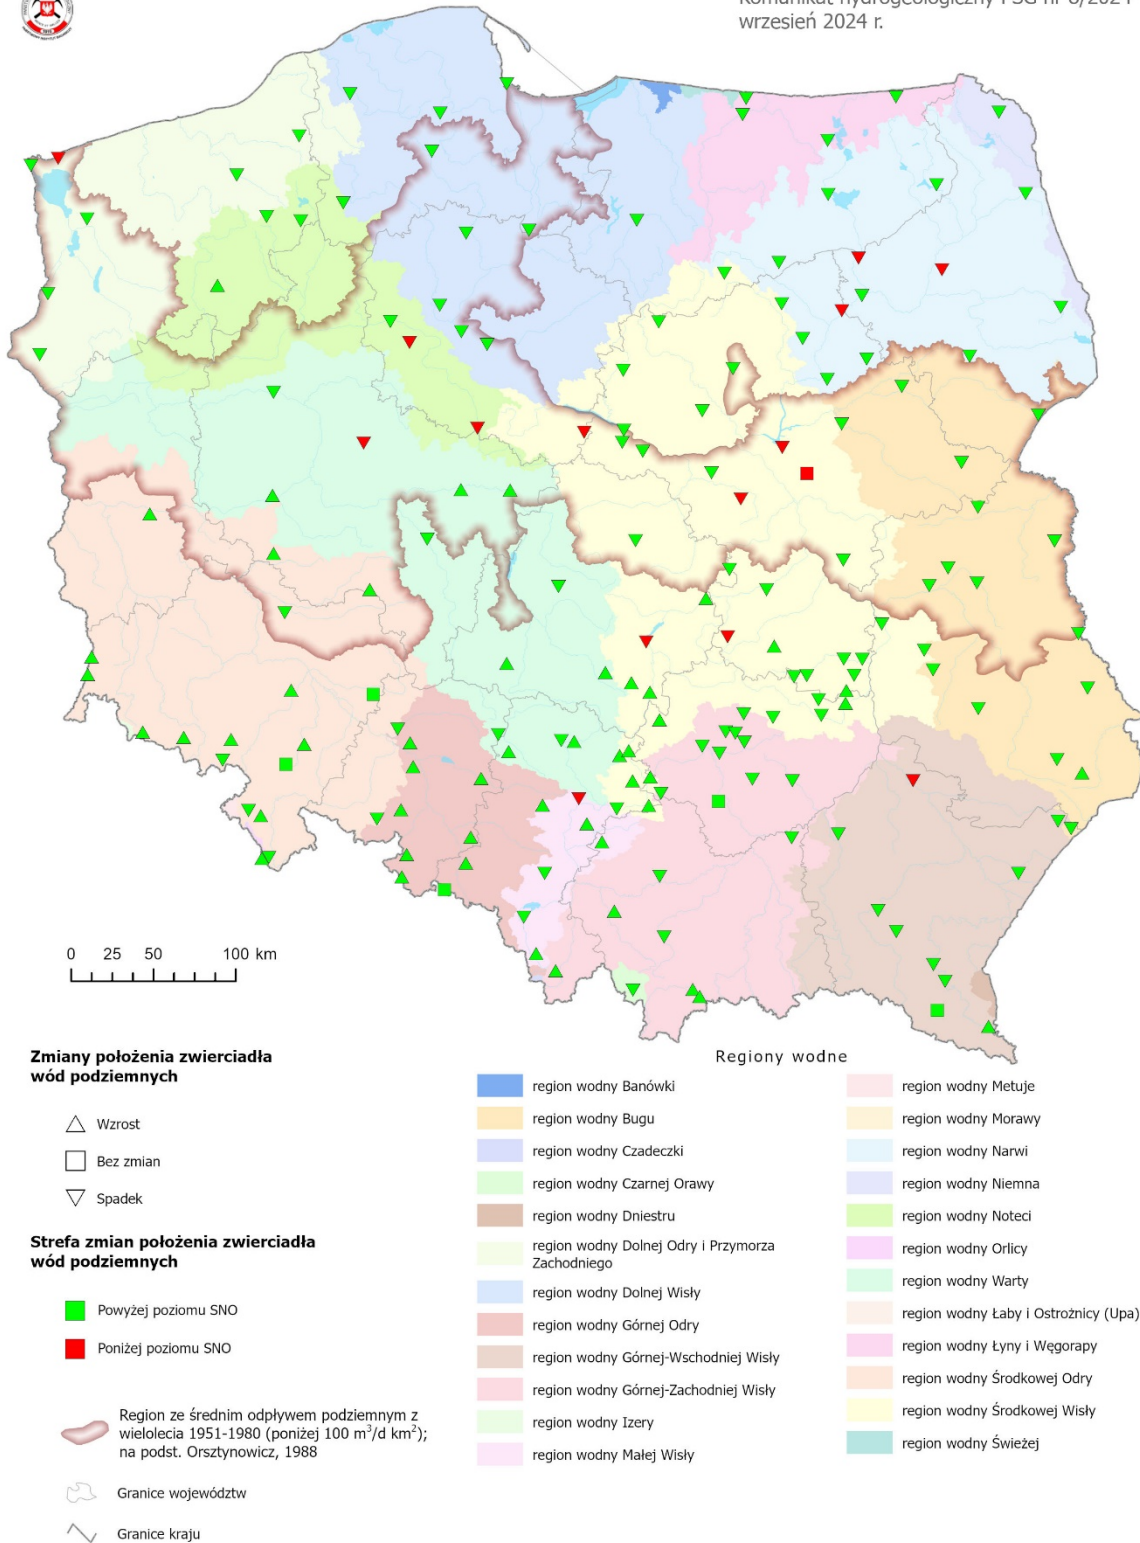 wrzesień 2024 r.
0 25 50 100 km
Zmiany położenia zwierciadła
wód podziemnych
Wzrost
Bez zmian
Spadek
Strefa zmian położenia zwierciadła
wód podziemnych
Powyżej poziomu SNO
Poniżej poziomu SNO
Region ze średnim odpływem podziemnym z
wielolecia 1951-1980 (poniżej 100 m³/d km²);
na podst. Orsztynowicz, 1988
Granice województw
Granice kraju
Regiony wodne
region wodny Banówki
region wodny Bugu
region wodny Czadeczki
region wodny Czarnej Orawy
region wodny Dniestru
region wodny Dolnej Odry i Przymorza
Zachodniego
region wodny Dolnej Wisły
region wodny Górnej Odry
region wodny Górnej-Wschodniej Wisły
region wodny Górnej-Zachodniej Wisły
region wodny Izery
region wodny Małej Wisły
region wodny Metuje
region wodny Morawy
region wodny Narwi
region wodny Niemna
region wodny Noteci
region wodny Orlicy
region wodny Warty
region wodny Łaby i Ostrożnicy (Upa)
region wodny Łyny i Węgorapy
region wodny Środkowej Odry
region wodny Środkowej Wisły
region wodny Świeżej